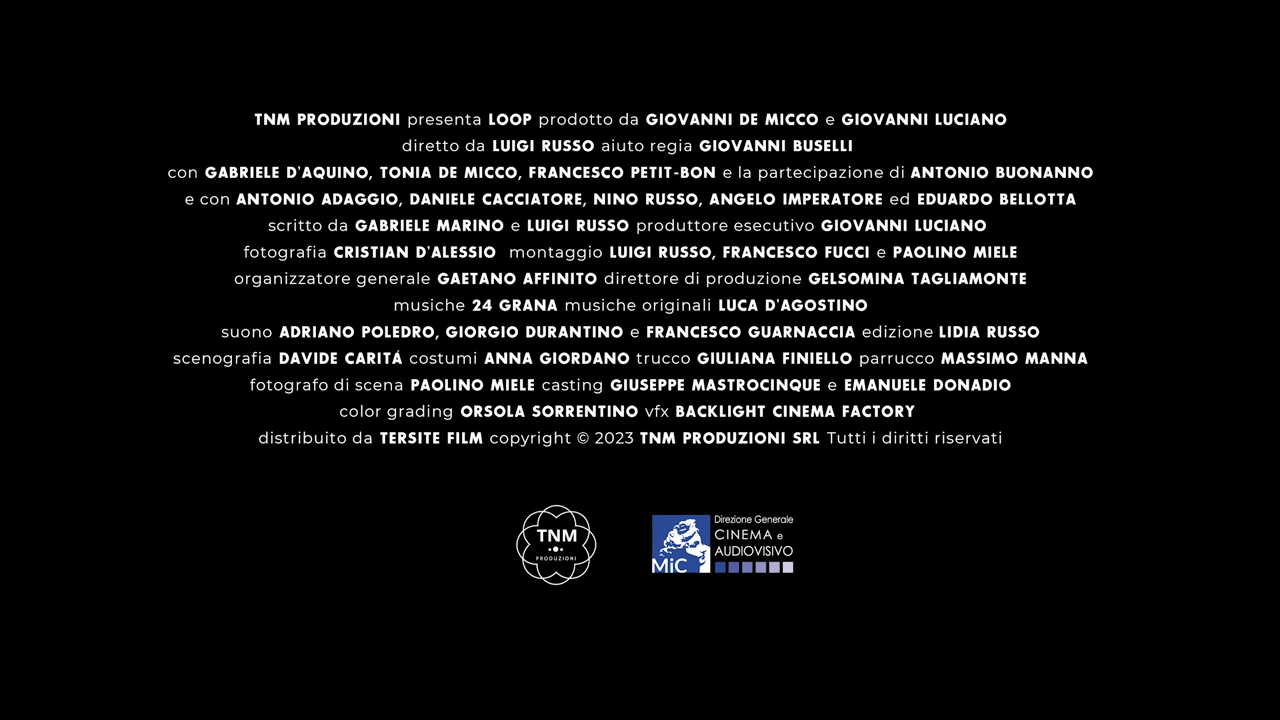 TNM PRODUZIONI presenta LOOP prodotto da GIOVANNI DE MICCO e GIOVANNI LUCIANO
diretto da LUIGI RUSSO aiuto regia GIOVANNI BUSELLI
con GABRIELE D'AQUINO, TONIA DE MICCO, FRANCESCO PETIT-BON e la partecipazione di ANTONIO BUONANNO
e con ANTONIO ADAGGIO, DANIELE CACCIATORE, NINO RUSSO, ANGELO IMPERATORE ed EDUARDO BELLOTTA
scritto da GABRIELE MARINO e LUIGI RUSSO produttore esecutivo GIOVANNI LUCIANO
fotografia CRISTIAN D'ALESSIO montaggio LUIGI RUSSO, FRANCESCO FUCCI e PAOLINO MIELE
organizzatore generale GAETANO AFFINITO direttore di produzione GELSOMINA TAGLIAMONTE
musiche 24 GRANA musiche originali LUCA D'AGOSTINO
suono ADRIANO POLEDRO, GIORGIO DURANTINO e FRANCESCO GUARNACCIA edizione LIDIA RUSSO
scenografia DAVIDE CARITÁ costumi ANNA GIORDANO trucco GIULIANA FINIELLO parrucco MASSIMO MANNA
fotografo di scena PAOLINO MIELE casting GIUSEPPE MASTROCINQUE e EMANUELE DONADIO
color grading ORSOLA SORRENTINO vfx BACKLIGHT CINEMA FACTORY
distribuito da TERSITE FILM copyright © 2023 TNM PRODUZIONI SRL Tutti i diritti riservati
TNM
PRODUZIONI
MiC
Direzione Generale
CINEMA e
AUDIOVISIVO